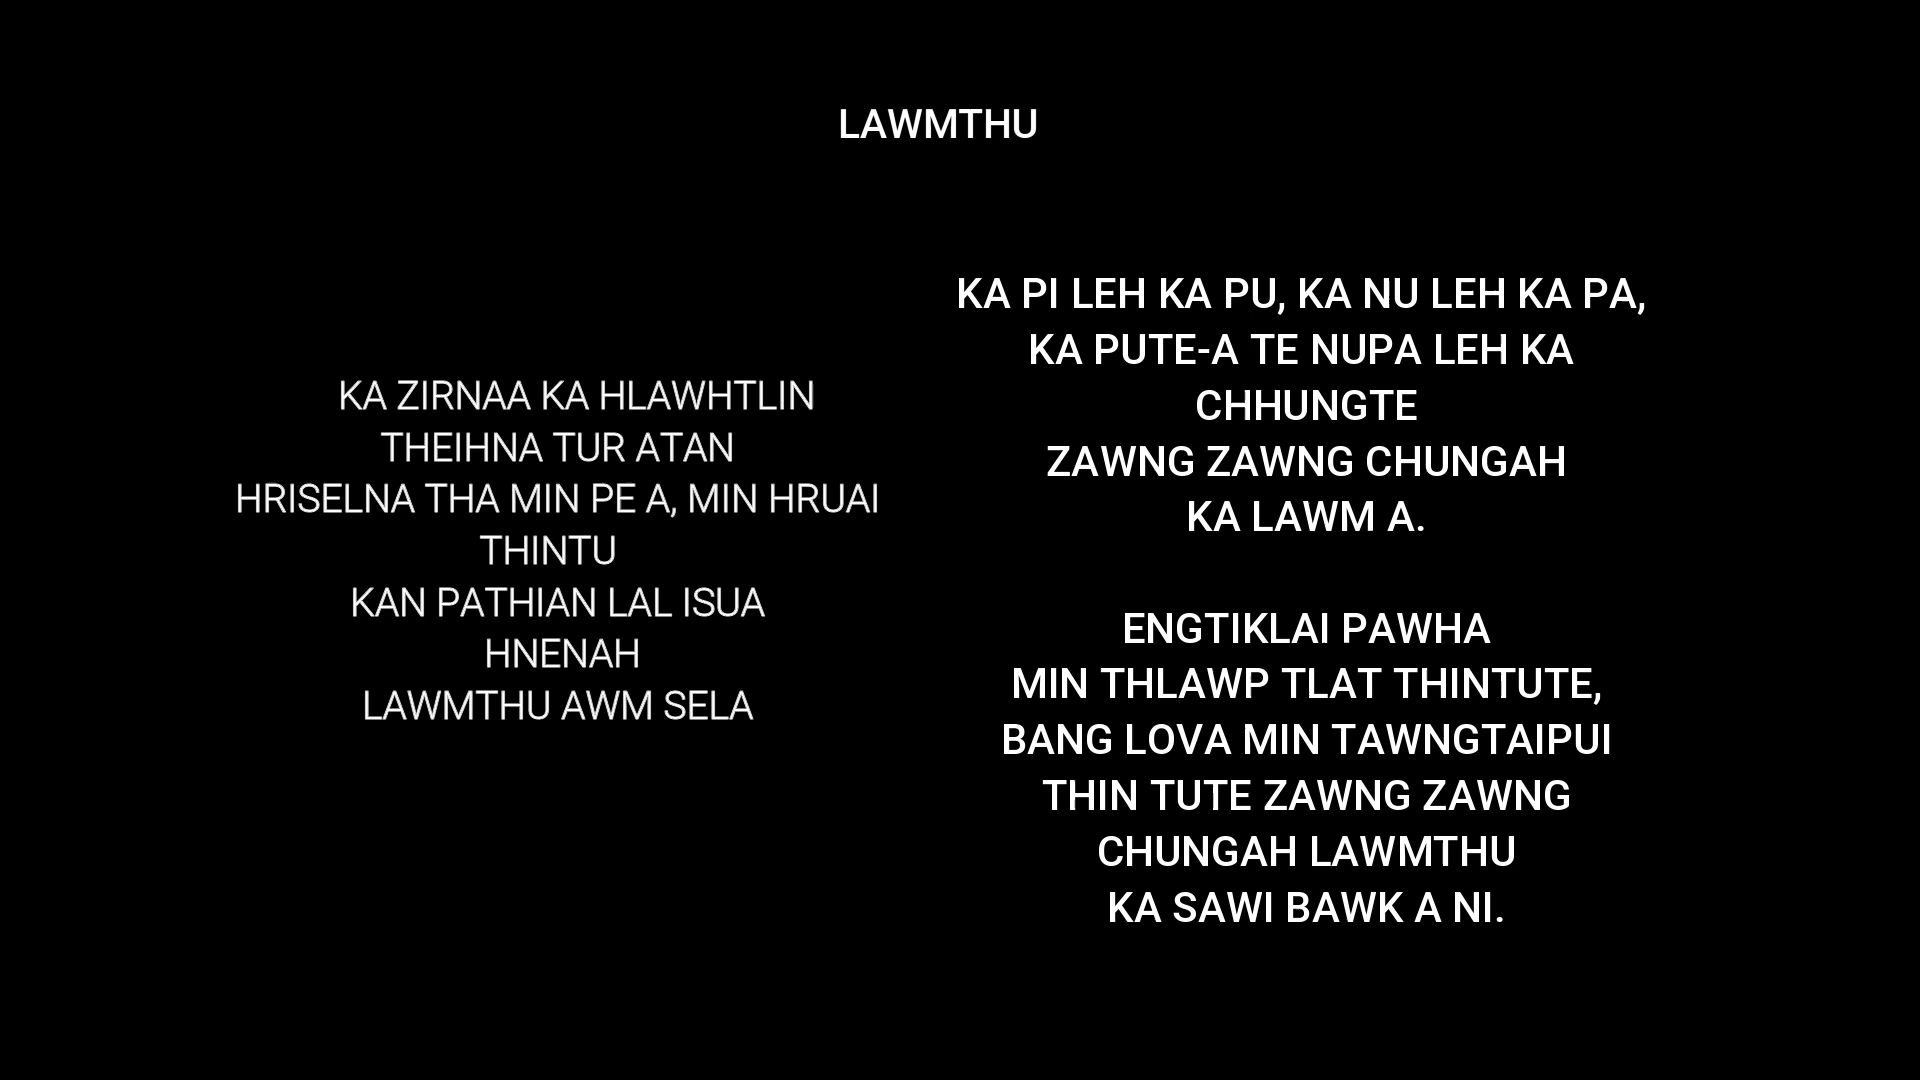 LAWMTHU
KA ZIRNAA KA HLAWHTLIN
THEIHNA TUR ATAN
HRISELNA THA MIN PE A, MIN HRUAI
THINTU
KAN PATHIAN LAL ISUA
HNENAH
LAWMTHU AWM SELA
KA PI LEH KA PU, KA NU LEH KA PA,
KA PUTE-A TE NUPA LEH KA
CHHUNGTE
ZAWNG ZAWNG CHUNGAH
KA LAWM A.
ENGTIKLAI PAWHA
MIN THLAWP TLAT THINTUTE,
BANG LOVA MIN TAWNGTAIPUI
THIN TUTE ZAWNG ZAWNG
CHUNGAH LAWMTHU
KA SAWI BAWK A NI.